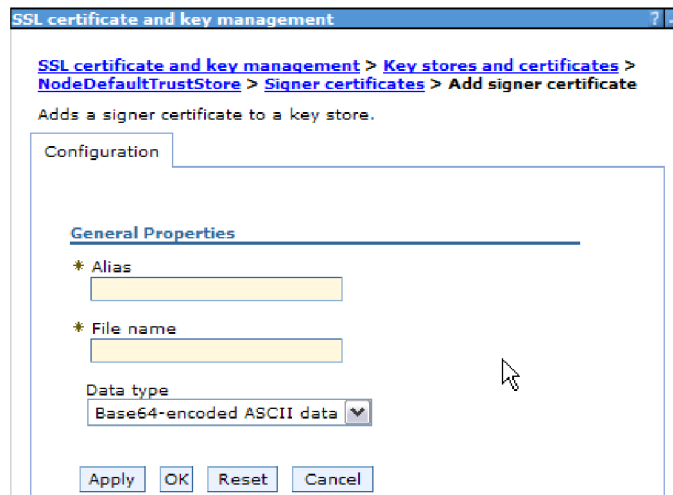 SSL certificate and key management ?
SSL certificate and key management > Key stores and certificates >
NodeDefaultTrustStore > Signer certificates > Add signer certificate
Adds a signer certificate to a key store.
Configuration
General Properties
* Alias
* File name
Data type
Base64-encoded ASCII data
Apply OK Reset Cancel